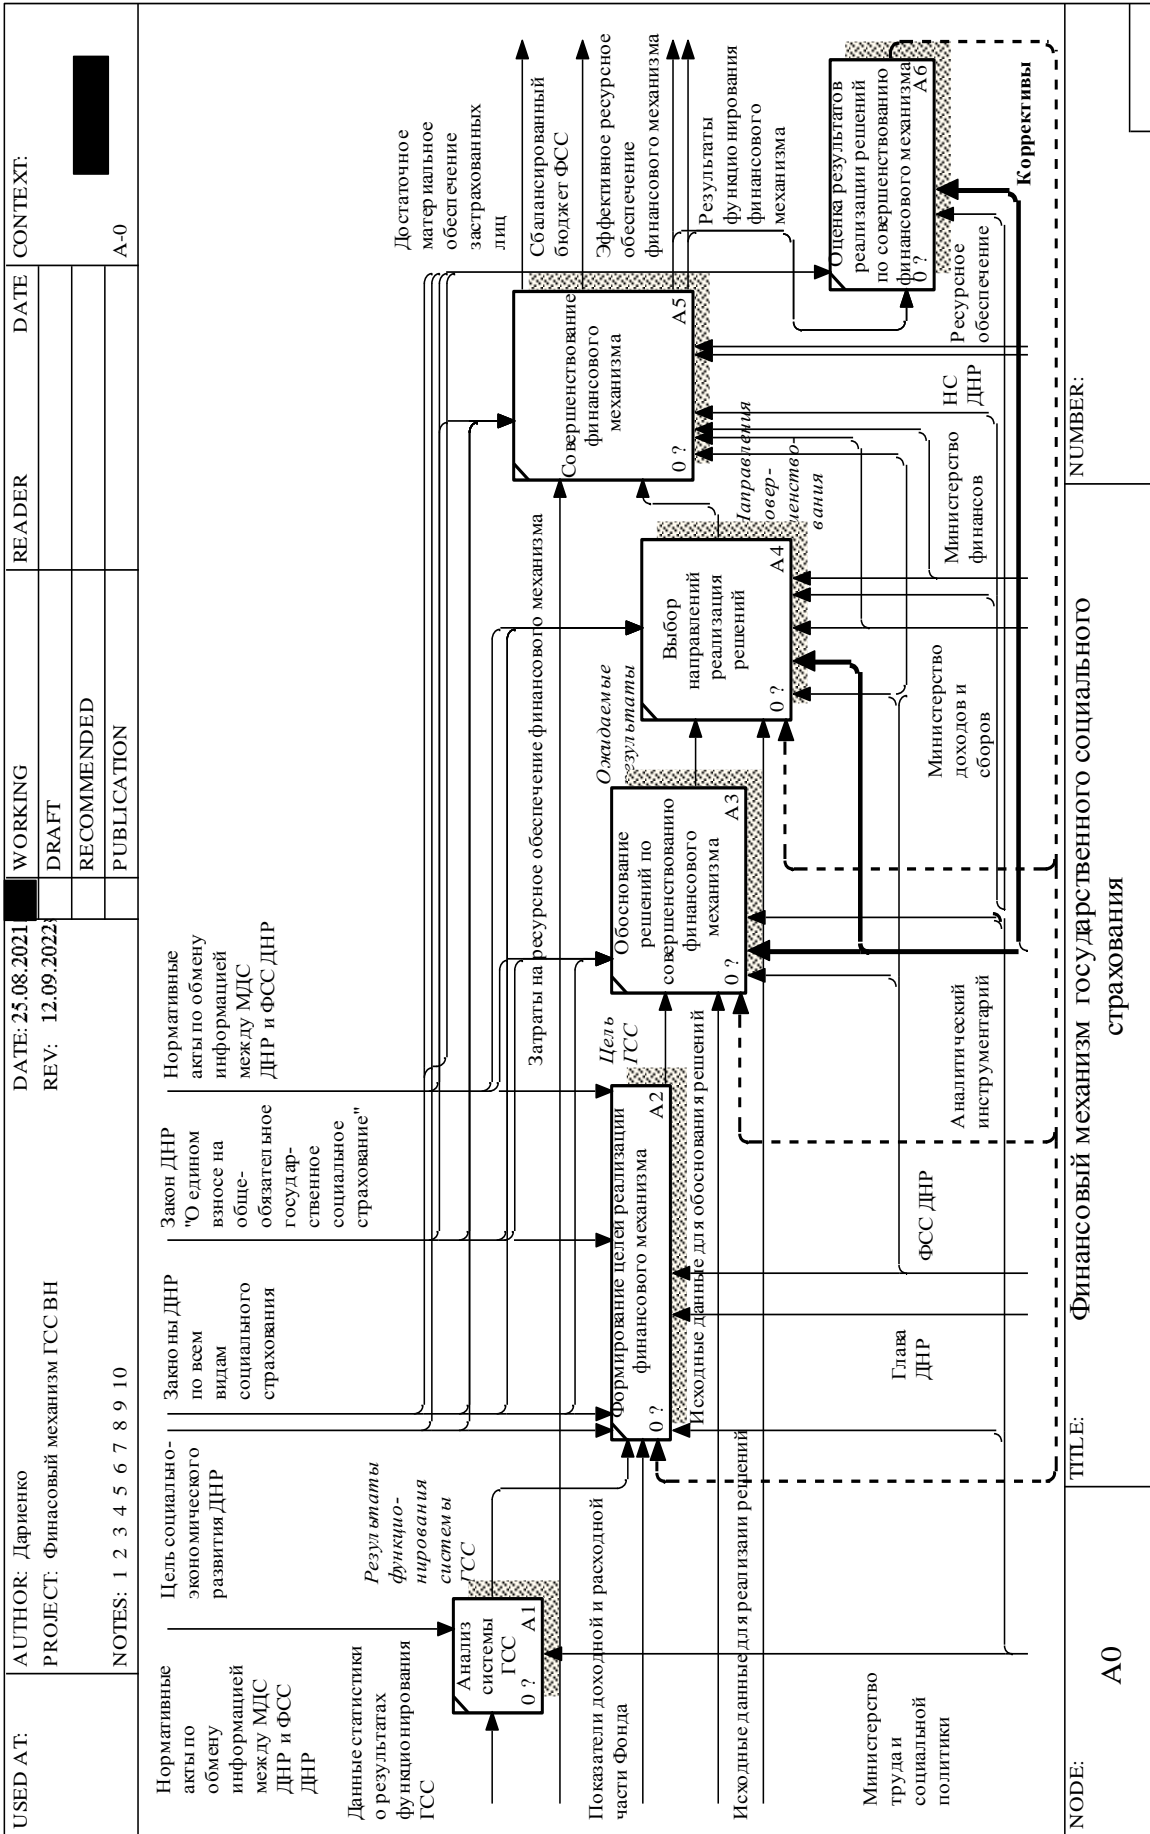 USED AT:
AUTHOR: Дариенко
PROJECT: Финасовый механизм ГСС ВН
NOTES: 1 2 3 4 5 6 7 8 9 10
DATE: 25.08.2021
REV: 12.09.2022
WORKING
DRAFT
RECOMMENDED
PUBLICATION
READER
DATE
CONTEXT:
A-0
Нормативные
акты по
обмену
информацией
между МДС
ДНР и ФСС
ДНР
Цель социально-
экономического
развития ДНР
Закноны ДНР
по всем
видам
социального
страхования
Закон ДНР
"О едином
взносе на
обще-
обязательное
государ-
ственное
социальное
страхование"
Нормативные
акты по обмену
информацией
между МДС
ДНР и ФСС ДНР
Данные статистики
о результатах
функционирования
ГСС
Анализ
системы
ГСС
0 ?
A1
Результаты
функцио-
нирования
системы
ГСС
Показатели доходной и расходной
части Фонда
Формирование целей реализации
финансового механизма
0 ?
A2
Цель
ГСС
Исходные данные для обоснования решений
Исходные данные для реализаии решений
Затраты на ресурсное обеспечение финансового механизма
Обоснование
решений по
совершенствованию
финансового
механизма
0 ?
A3
Ожидаемые
результаты
Выбор
направлений
реализация
решений
0 ?
A4
Направления
совер-
шенство-
вания
Совершенствование
финансового
механизма
0 ?
A5
Достаточное
материальное
обеспечение
застрахованных
лиц
Сбалансированный
бюджет ФСС
Эффективное ресурсное
обеспечение
финансового механизма
Результаты
функционирования
финансового
механизма
Оценка результатов
реализации решений
по совершенствованию
финансового механизма
0 ?
A6
Министерство
труда и
социальной
политики
Глава
ДНР
ФСС ДНР
Аналитический
инструментарий
Министерство
доходов и
сборов
Министерство
финансов
НС
ДНР
Ресурсное
обеспечение
Коррективы
NODE:
A0
TITLE:
Финансовый механизм государственного социального
страхования
NUMBER: